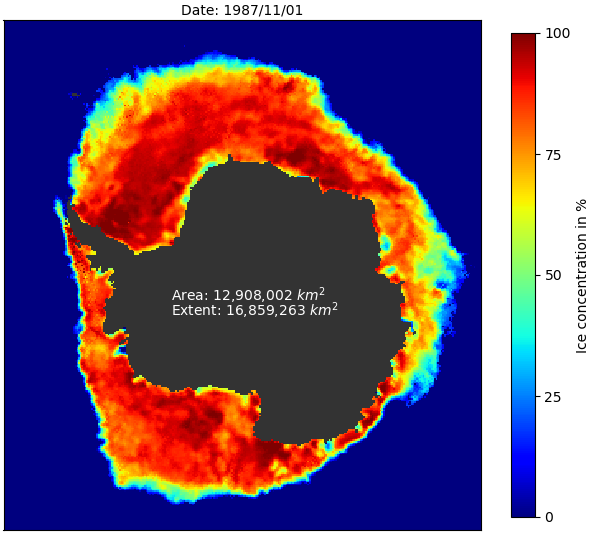 Date: 1987/11/01
Area: 12,908,002 km²
Extent: 16,859,263 km²
100
75
50
25
0
Ice concentration in %